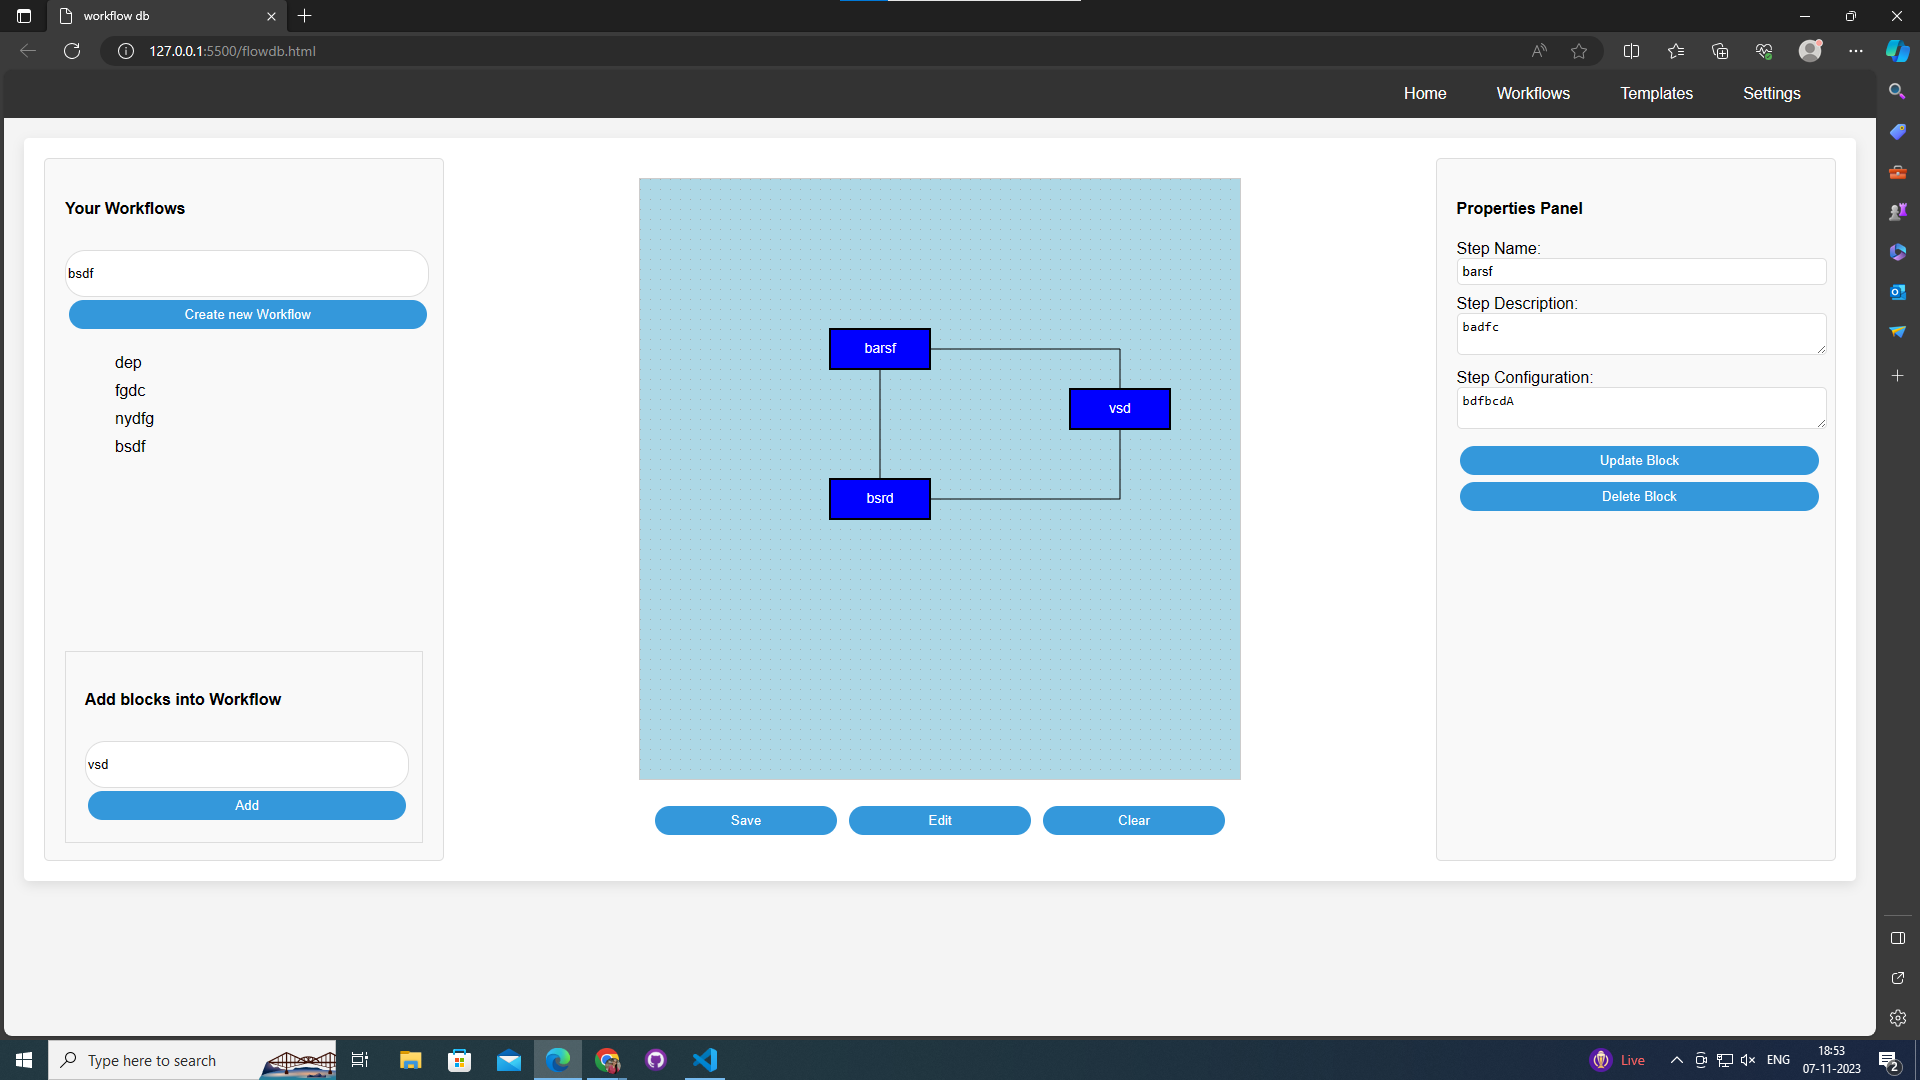 workflow db
127.0.0.1:5500/flowdb.html
Home Workflows Templates Settings
Your Workflows
bsdf
Create new Workflow
dep
fgdc
nydfg
bsdf
Add blocks into Workflow
vsd
Add
barsf
vsd
bsrd
Save Edit Clear
Properties Panel
Step Name:
barsf
Step Description:
badfc
Step Configuration:
bdfbcdA
Update Block
Delete Block
Type here to search
Live
ENG
18:53
07-11-2023
2